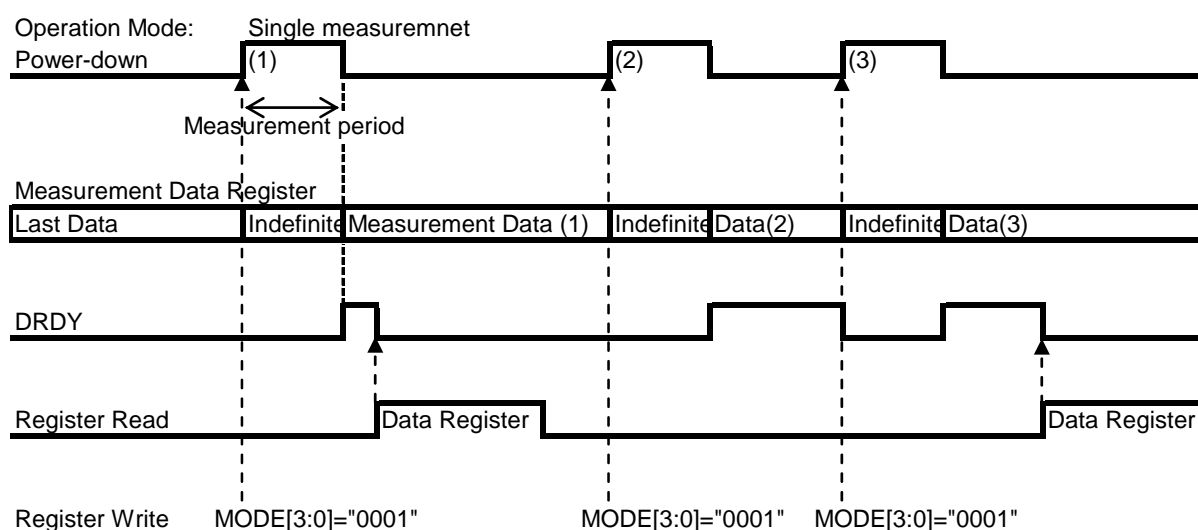 Operation Mode: Single measuremnet
Power-down (1) (2) (3)
Measurement period
Measurement Data Register
Last Data Indefinite Measurement Data (1) Indefinite Data(2) Indefinite Data(3)
DRDY
Register Read Data Register Data Register
Register Write MODE[3:0]="0001" MODE[3:0]="0001" MODE[3:0]="0001"